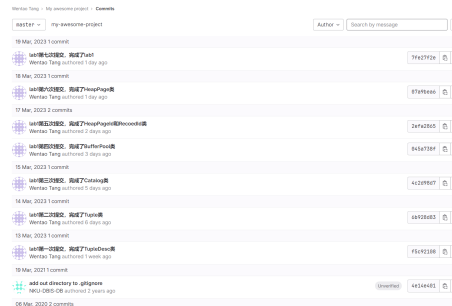 Wentao Tang > My awesome project > Commits
master
my-awesome-project
Author
Search by message
19 Mar, 2023 1 commit
lab1第七次提交，完成了lab1
Wentao Tang authored 1 day ago
7fe27f2e
18 Mar, 2023 1 commit
lab1第六次提交，完成了HeapPage类
Wentao Tang authored 1 day ago
07a9bea6
17 Mar, 2023 2 commits
lab1第五次提交，完成了HeapPageId和RecoedId类
Wentao Tang authored 2 days ago
2efa2865
lab1第四次提交，完成了BufferPool类
Wentao Tang authored 3 days ago
845a738f
15 Mar, 2023 1 commit
lab1第三次提交，完成了Catalog类
Wentao Tang authored 5 days ago
4c2d98d7
14 Mar, 2023 1 commit
lab1第二次提交，完成了Tuple类
Wentao Tang authored 6 days ago
6b928d83
13 Mar, 2023 1 commit
lab1第一次提交，完成了TupleDesc类
Wentao Tang authored 1 week ago
f5c92108
19 Mar, 2021 1 commit
add out directory to .gitignore
NKU-DBIS-DB authored 2 years ago
Unverified
4e146401
06 Mar, 2020 2 commits